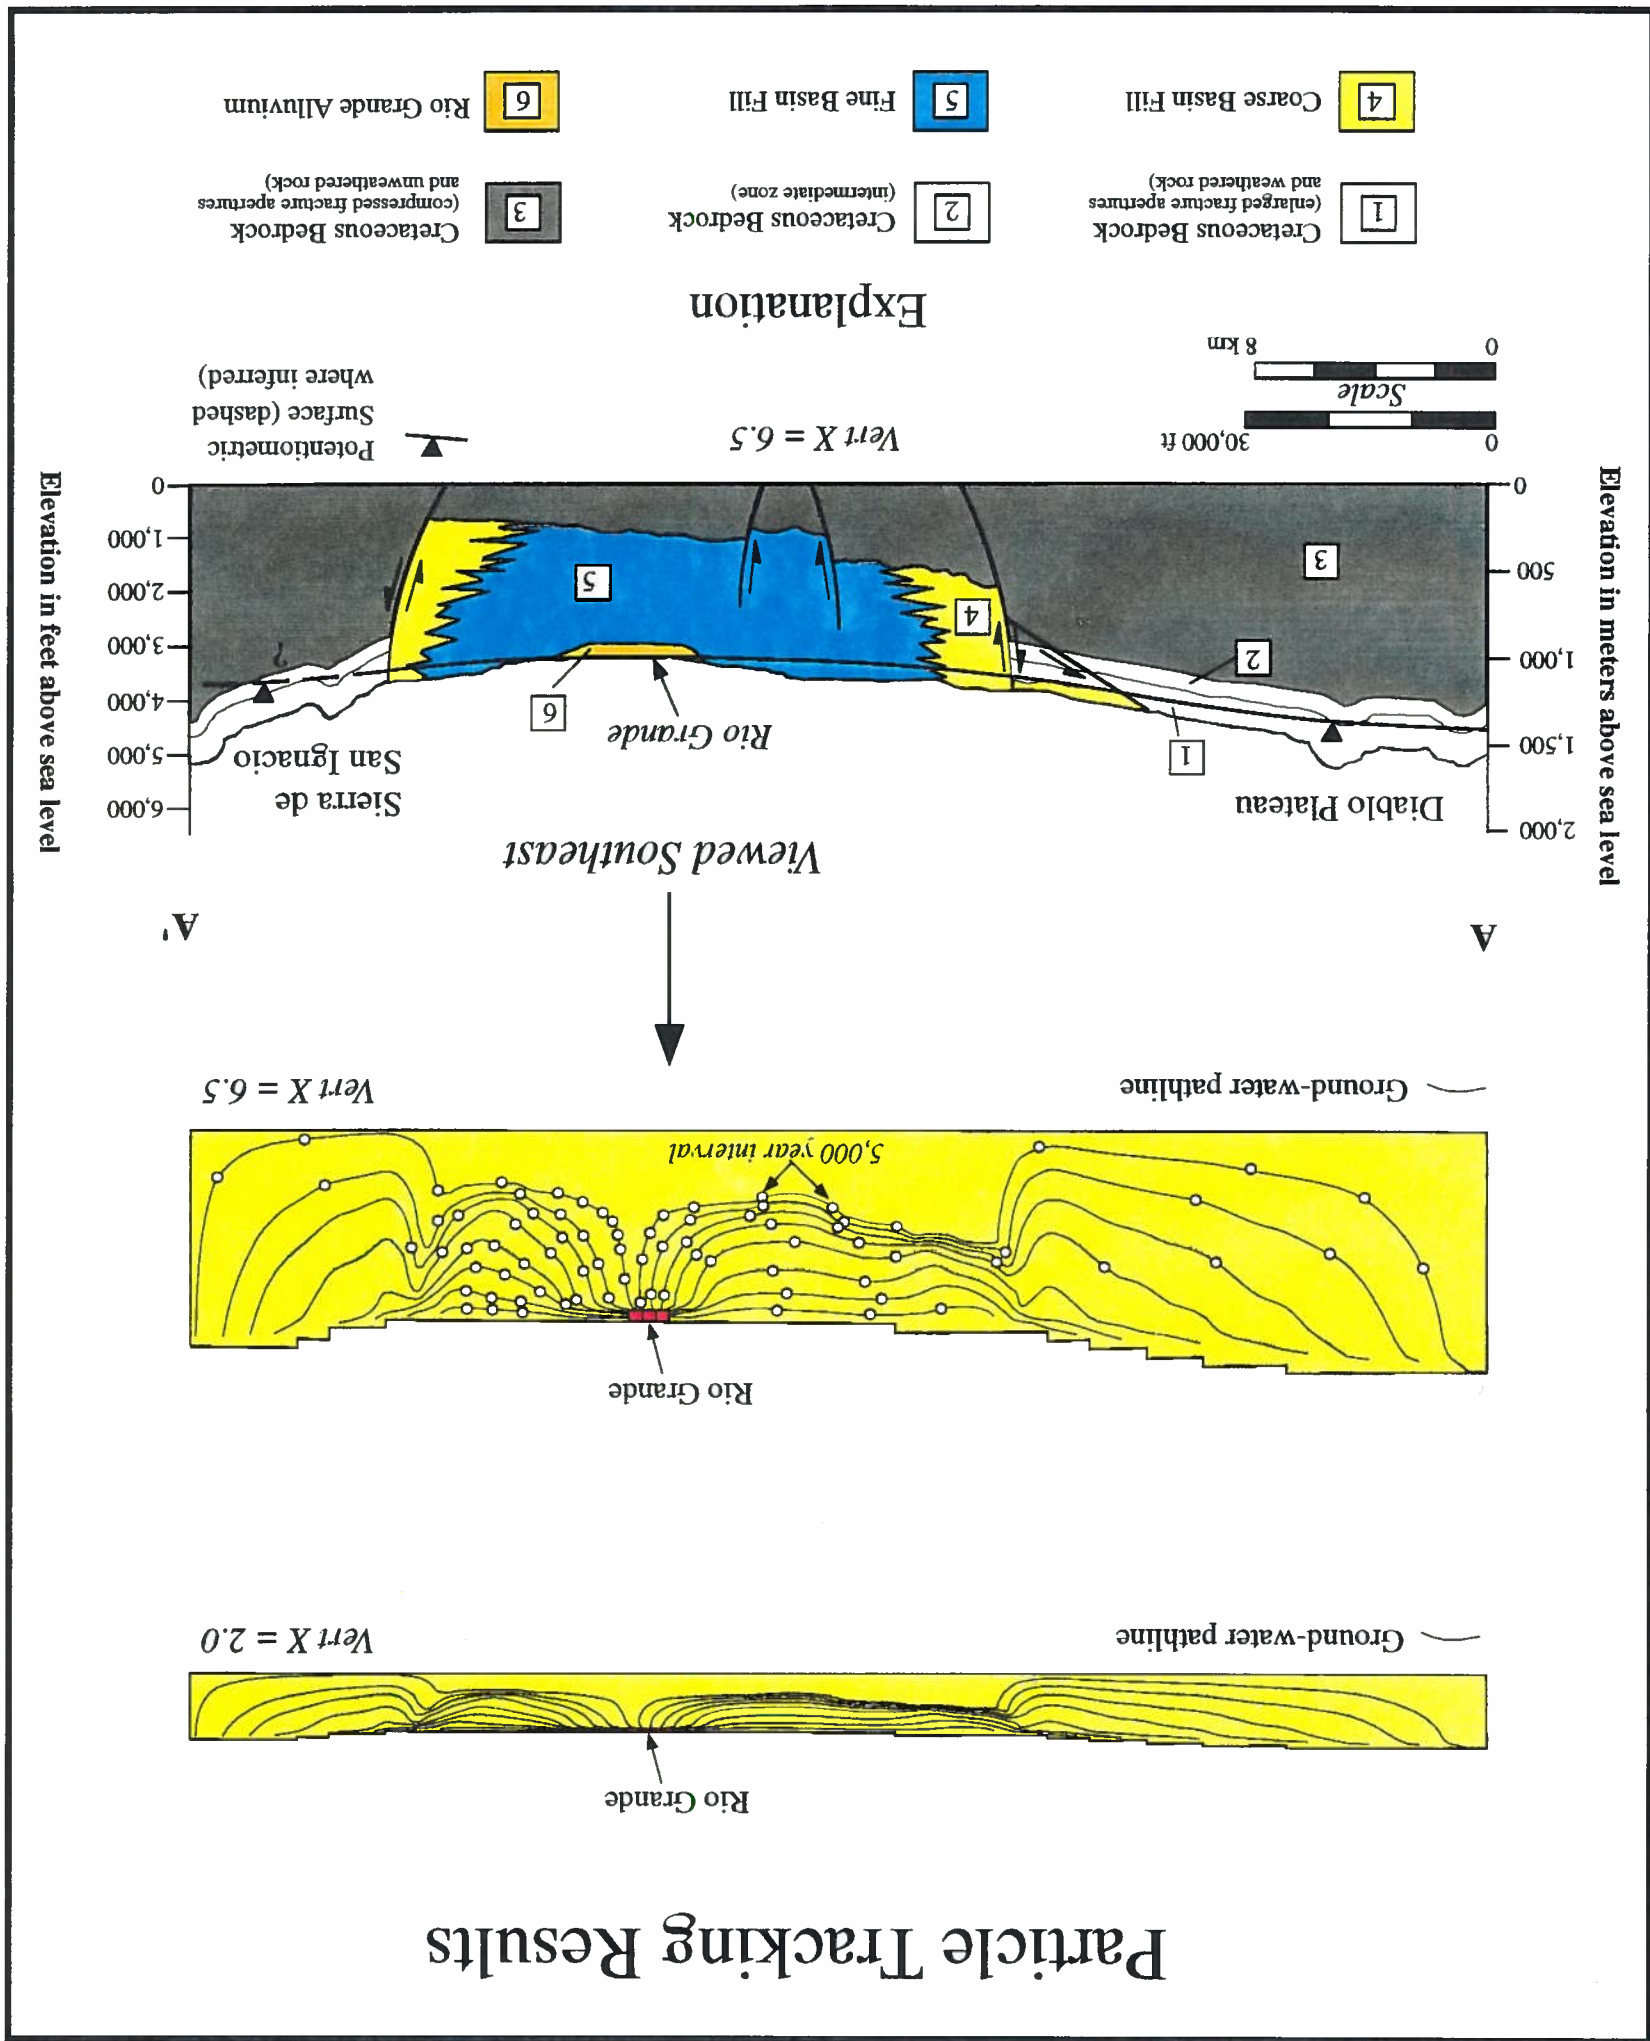 Particle Tracking Results
Rio Grande
Ground-water pathline
Vert X = 2.0
Rio Grande
5,000 year interval
Ground-water pathline
Vert X = 6.5
A
A'
Viewed Southeast
Diablo Plateau
Sierra de
San Ignacio
Rio Grande
Elevation in meters above sea level
2,000
1,500
1,000
500
0
Elevation in feet above sea level
6,000
5,000
4,000
3,000
2,000
1,000
0
1
2
3
4
5
6
?
0
30,000 ft
Scale
0
8 km
Vert X = 6.5
Potentiometric
Surface (dashed
where inferred)
Explanation
1
Cretaceous Bedrock
(enlarged fracture apertures
and weathered rock)
2
Cretaceous Bedrock
(intermediate zone)
3
Cretaceous Bedrock
(compressed fracture apertures
and unweathered rock)
4
Coarse Basin Fill
5
Fine Basin Fill
6
Rio Grande Alluvium